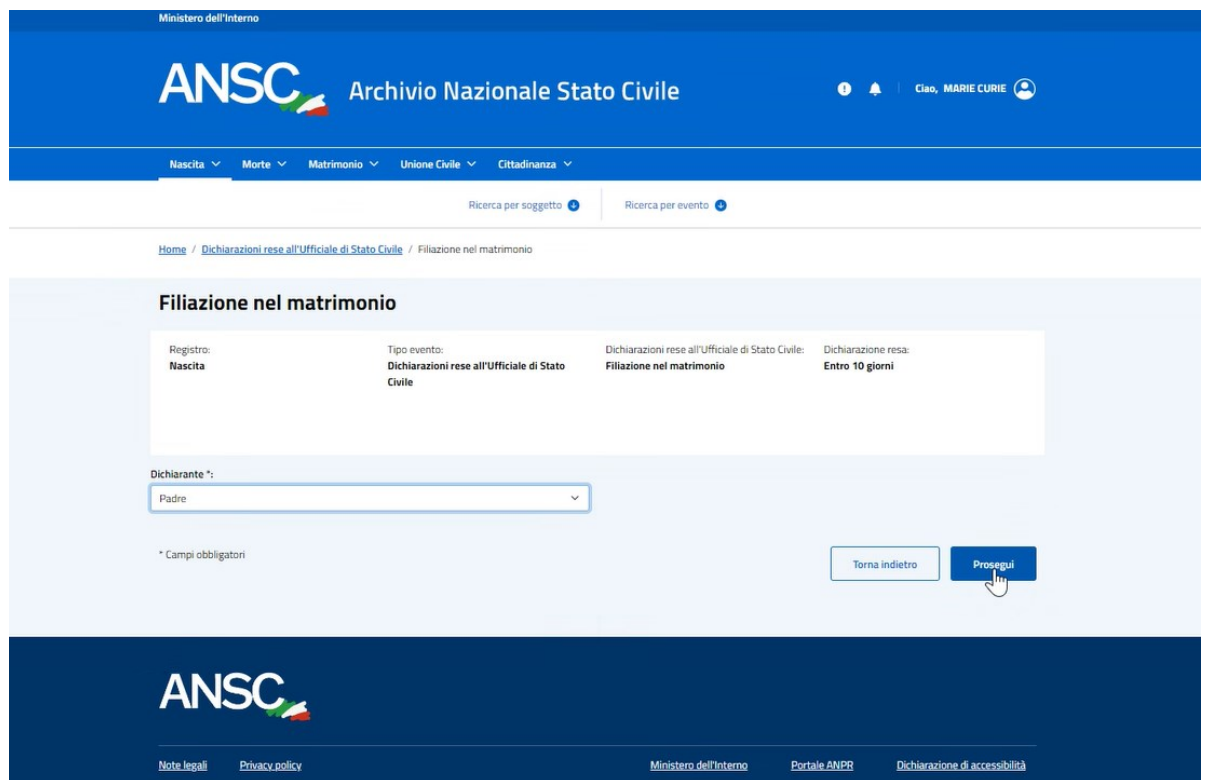 Ministero dell'Interno
ANSC Archivio Nazionale Stato Civile
Ciao, MARIE CURIE
Nascita Morte Matrimonio Unione Civile Cittadinanza
Ricerca per soggetto Ricerca per evento
Home / Dichiarazioni rese all'Ufficiale di Stato Civile / Filiazione nel matrimonio
Filiazione nel matrimonio
Registro: Tipo evento: Dichiarazioni rese all'Ufficiale di Stato Civile: Dichiarazione resa:
Nascita Dichiarazioni rese all'Ufficiale di Stato Filiazione nel matrimonio Entro 10 giorni
Civile
Dichiarante *:
Padre
* Campi obbligatori
Torna indietro Prosegui
ANSC
Note legali Privacy policy Ministero dell'Interno Portale ANPR Dichiarazione di accessibilità